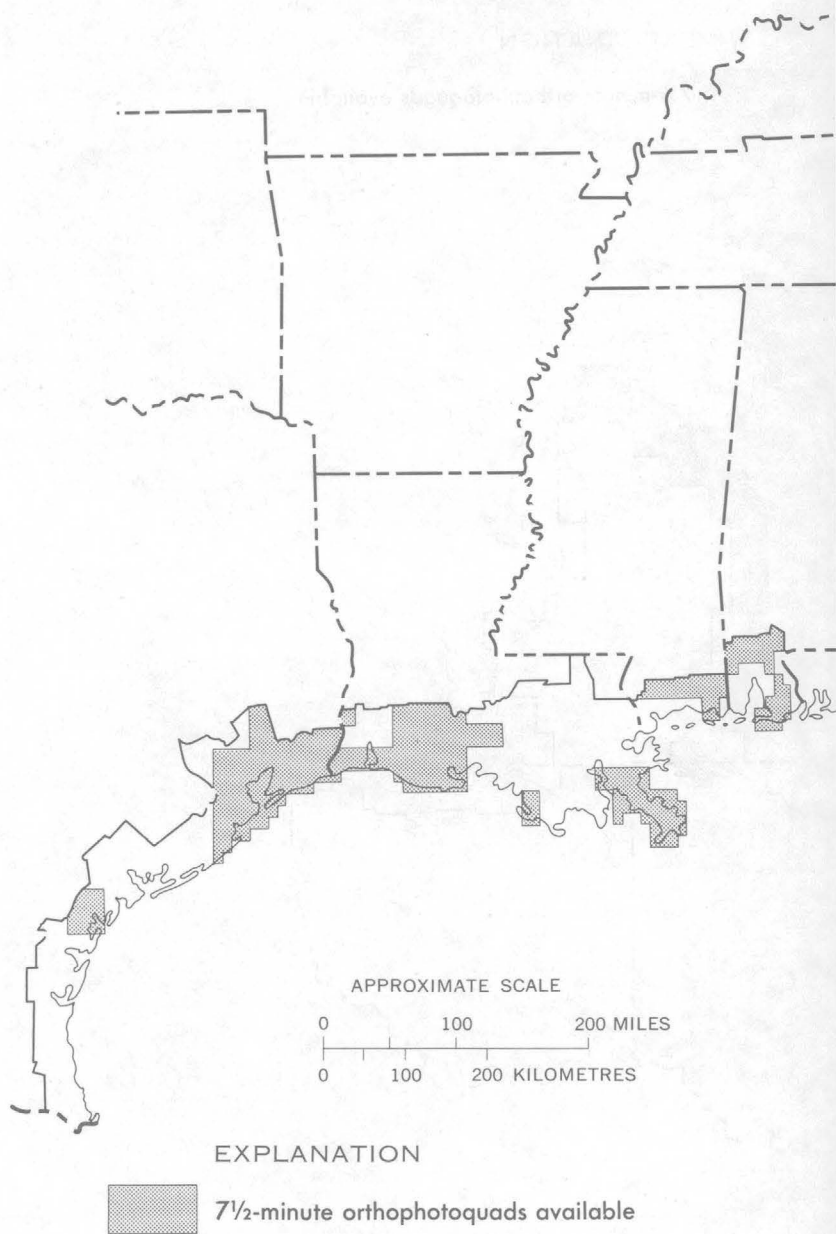 APPROXIMATE SCALE
0 100 200 MILES
0 100 200 KILOMETRES
EXPLANATION
7½-minute orthophotoquads available